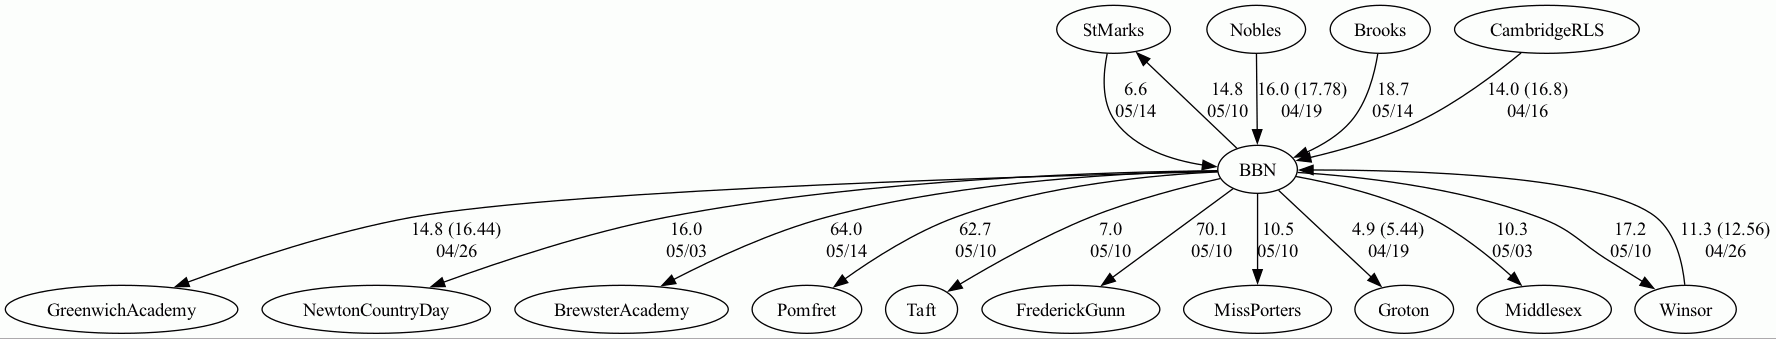 StMarks
Nobles
Brooks
CambridgeRLS
6.6
05/14
14.8
05/10
16.0 (17.78)
04/19
18.7
05/14
14.0 (16.8)
04/16
BBN
14.8 (16.44)
04/26
16.0
05/03
64.0
05/14
62.7
05/10
7.0
05/10
70.1
05/10
10.5
05/10
4.9 (5.44)
04/19
10.3
05/03
17.2
05/10
11.3 (12.56)
04/26
GreenwichAcademy
NewtonCountryDay
BrewsterAcademy
Pomfret
Taft
FrederickGunn
MissPorters
Groton
Middlesex
Winsor